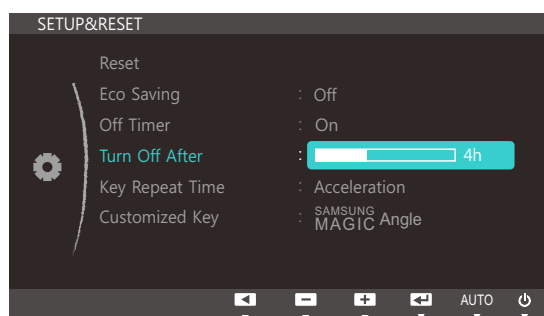 SETUP&RESET
Reset
Eco Saving : Off
Off Timer : On
Turn Off After : 4h
Key Repeat Time : Acceleration
Customized Key : SAMSUNG MAGIC Angle
AUTO